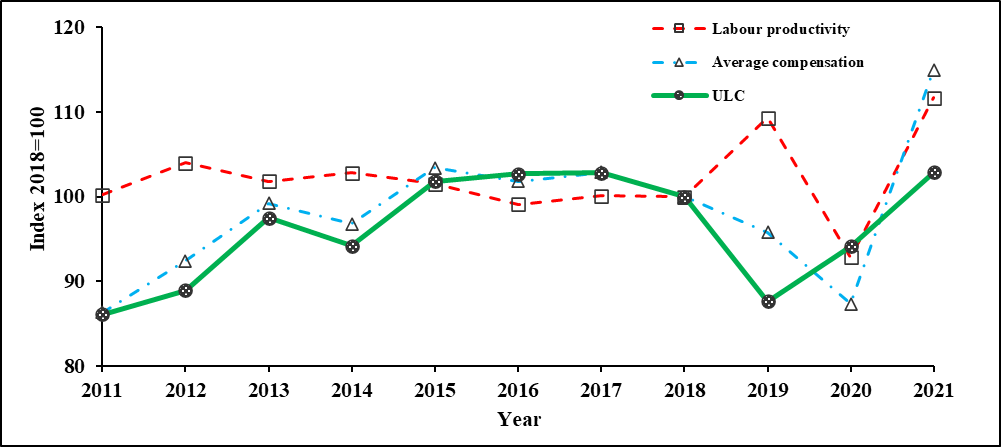 120
110
100
90
80
Index 2018=100
Labour productivity
Average compensation
ULC
2011 2012 2013 2014 2015 2016 2017 2018 2019 2020 2021
Year